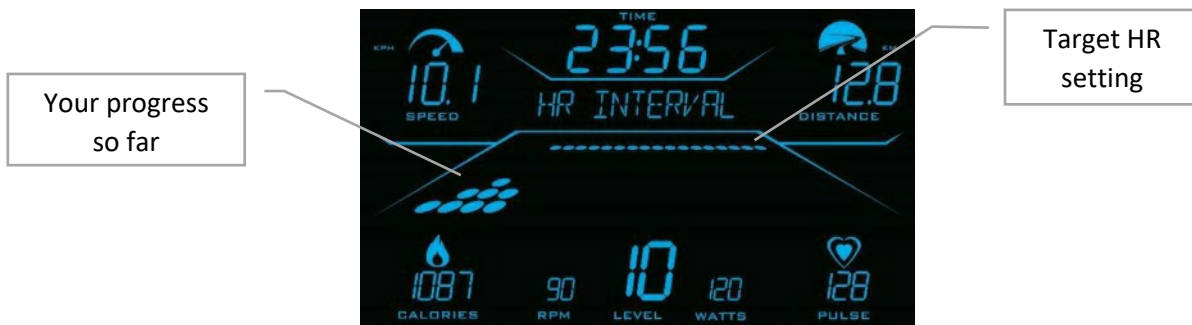 TIME
23:56
KPH
10.1
SPEED
HR INTERVAL
KM
12.8
DISTANCE
Your progress
so far
Target HR
setting
1087
CALORIES
90
RPM
10
LEVEL
120
WATTS
128
PULSE